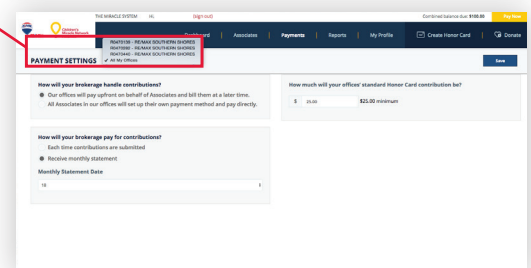 THE MIRACLE SYSTEM Hi, (sign out) Combined balance due: $100.00 Pay Now
RE/MAX Children's Miracle Network Dashboard | Associates | Payments | Reports | My Profile Create Honor Card | Donate
RE/MAX SOUTHERN SHORES
RE/MAX SOUTHERN SHORES
RE/MAX SOUTHERN SHORES
PAYMENT SETTINGS ✓ All My Offices Save
How will your brokerage handle contributions? How much will your offices' standard Honor Card contribution be?
Our offices will pay upfront on behalf of Associates and bill them at a later time.
All Associates in our offices will set up their own payment method and pay directly.
$ 25.00 $25.00 minimum
How will your brokerage pay for contributions?
Each time contributions are submitted
Receive monthly statement
Monthly Statement Date